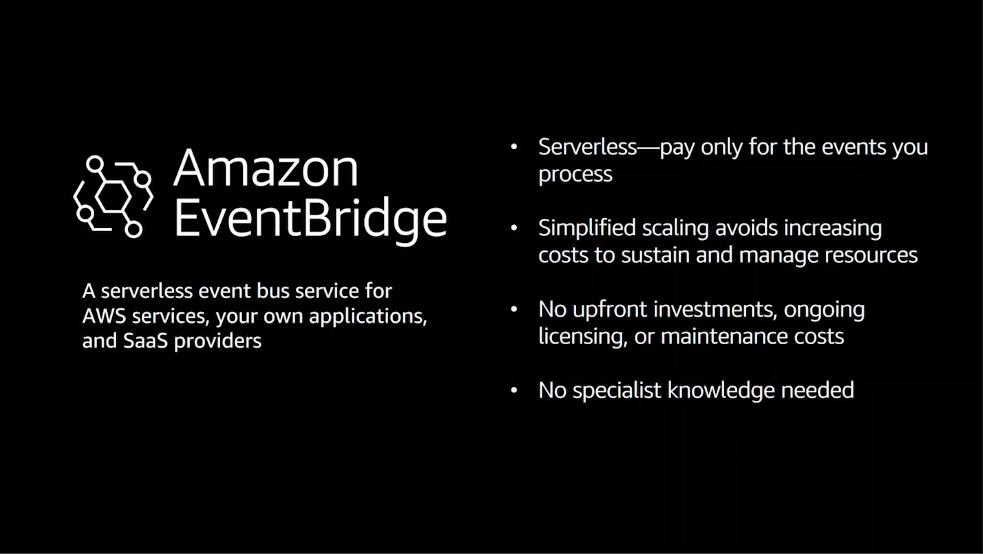 Amazon
EventBridge
A serverless event bus service for
AWS services, your own applications,
and SaaS providers
• Serverless—pay only for the events you
process
• Simplified scaling avoids increasing
costs to sustain and manage resources
• No upfront investments, ongoing
licensing, or maintenance costs
• No specialist knowledge needed